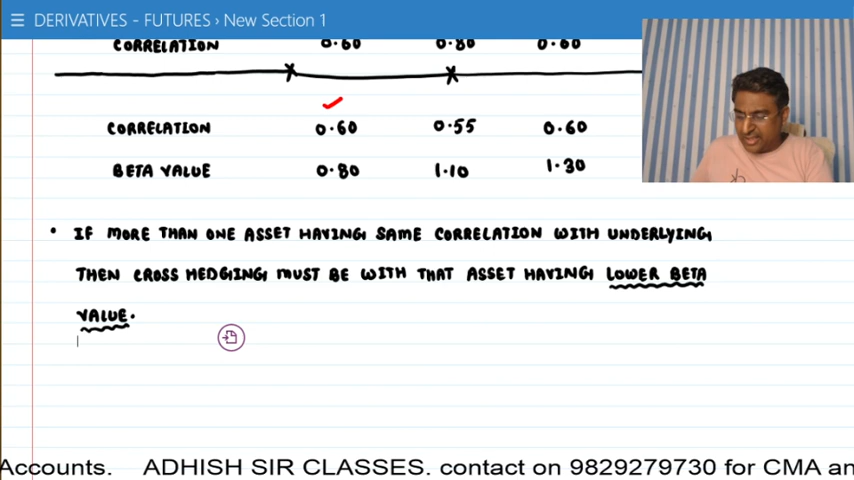 ☰ DERIVATIVES - FUTURES › New Section 1
CORRELATION 0.60 0.80 0.60
CORRELATION 0.60 0.55 0.60
BETA VALUE 0.80 1.10 1.30
• IF MORE THAN ONE ASSET HAVING SAME CORRELATION WITH UNDERLYING,
THEN CROSS HEDGING MUST BE WITH THAT ASSET HAVING LOWER BETA
VALUE.
Accounts. ADHISH SIR CLASSES. contact on 9829279730 for CMA an